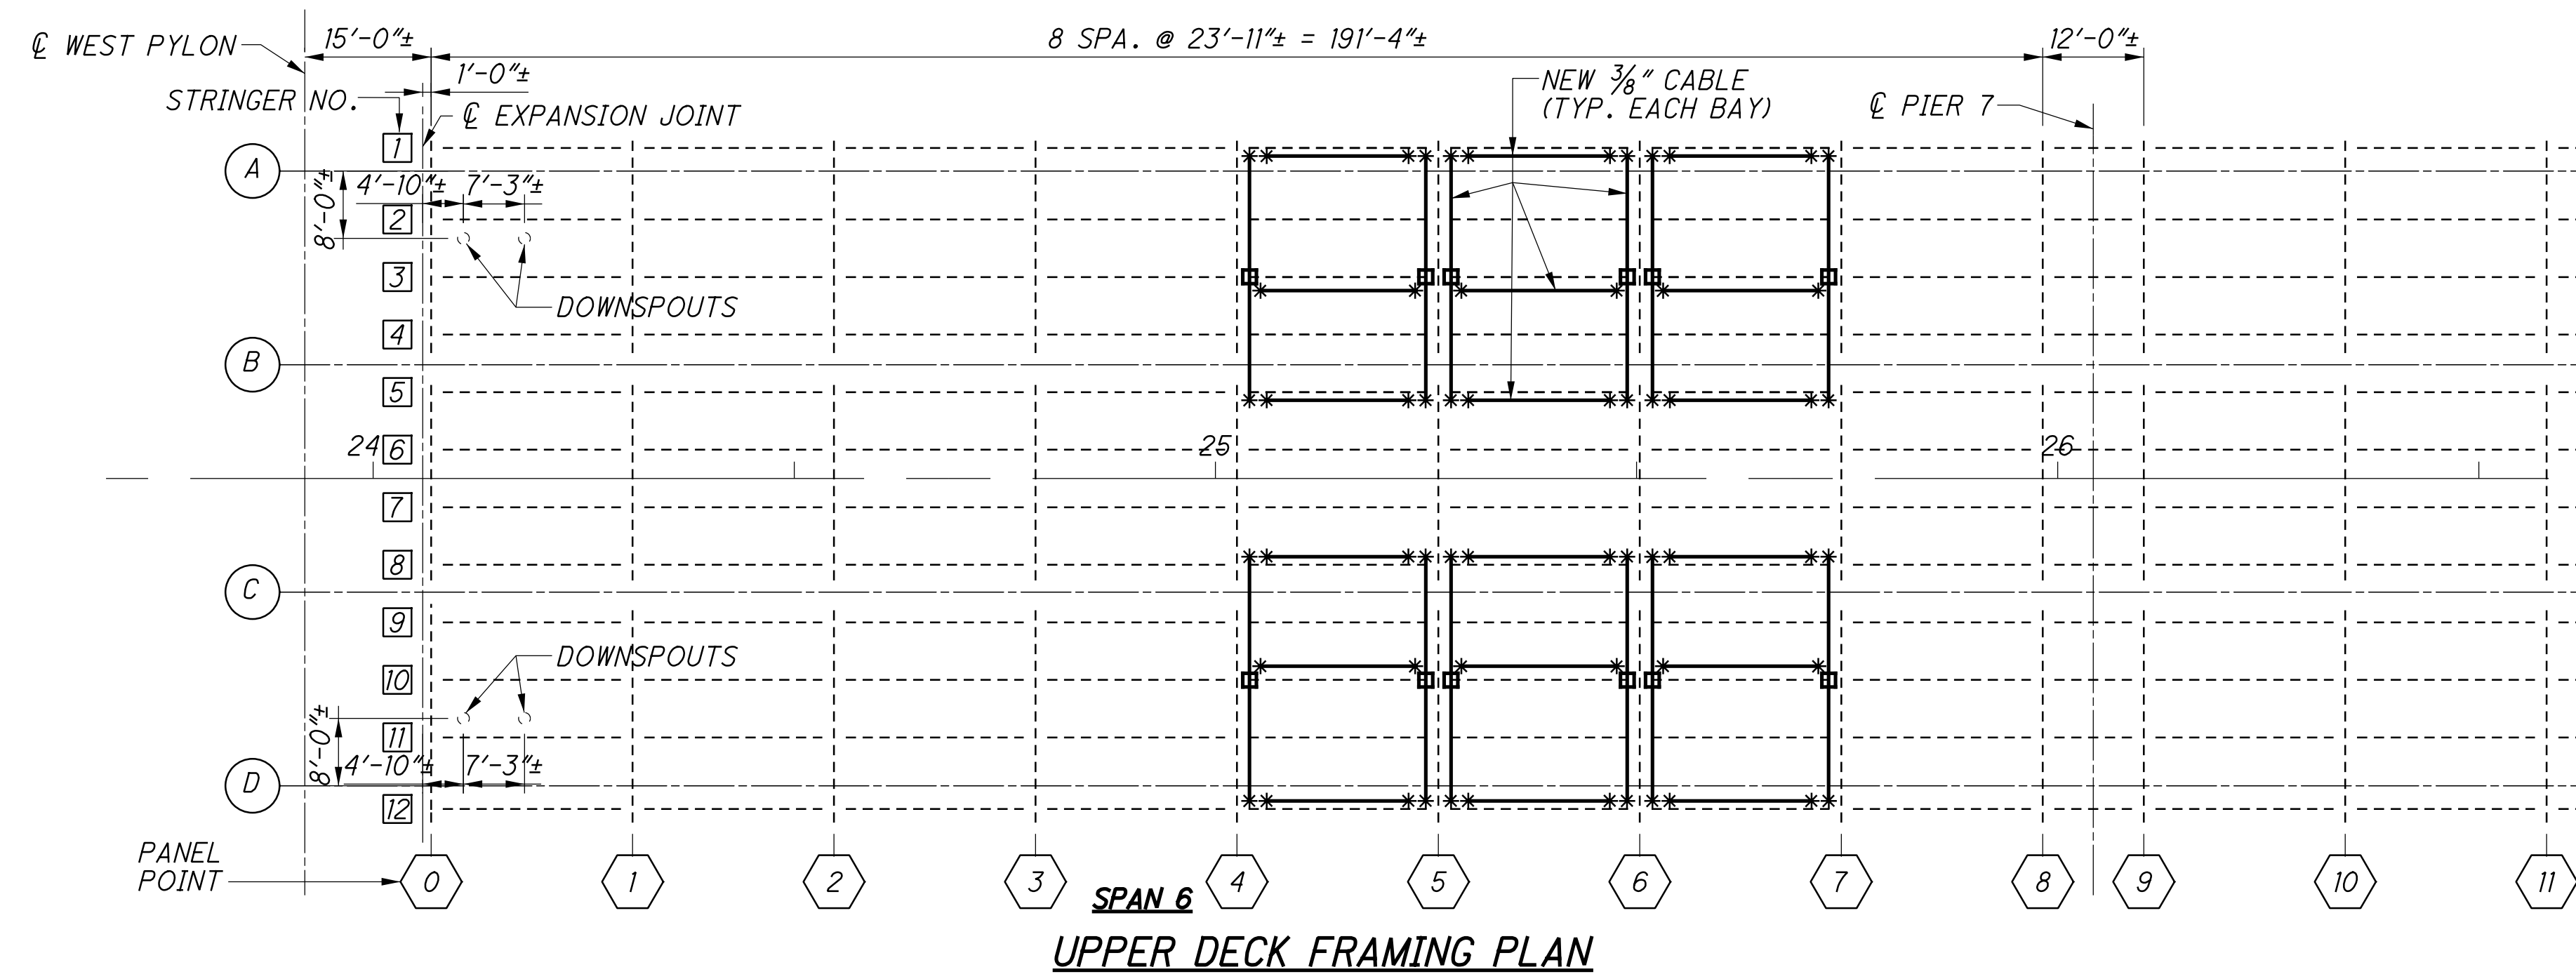 ℄ WEST PYLON
15'-0"±
8 SPA. @ 23'-11"± = 191'-4"±
12'-0"±
1'-0"±
STRINGER NO.
℄ EXPANSION JOINT
NEW 3/8" CABLE
(TYP. EACH BAY)
℄ PIER 7
1
A
4'-10"± 7'-3"±
8'-0"±
2
3
DOWNSPOUTS
4
B
5
24
6
25
26
7
8
C
9
DOWNSPOUTS
10
8'-0"±
11
4'-10"± 7'-3"±
D
12
PANEL
POINT
0 1 2 3 4 5 6 7 8 9 10 11
SPAN 6
UPPER DECK FRAMING PLAN